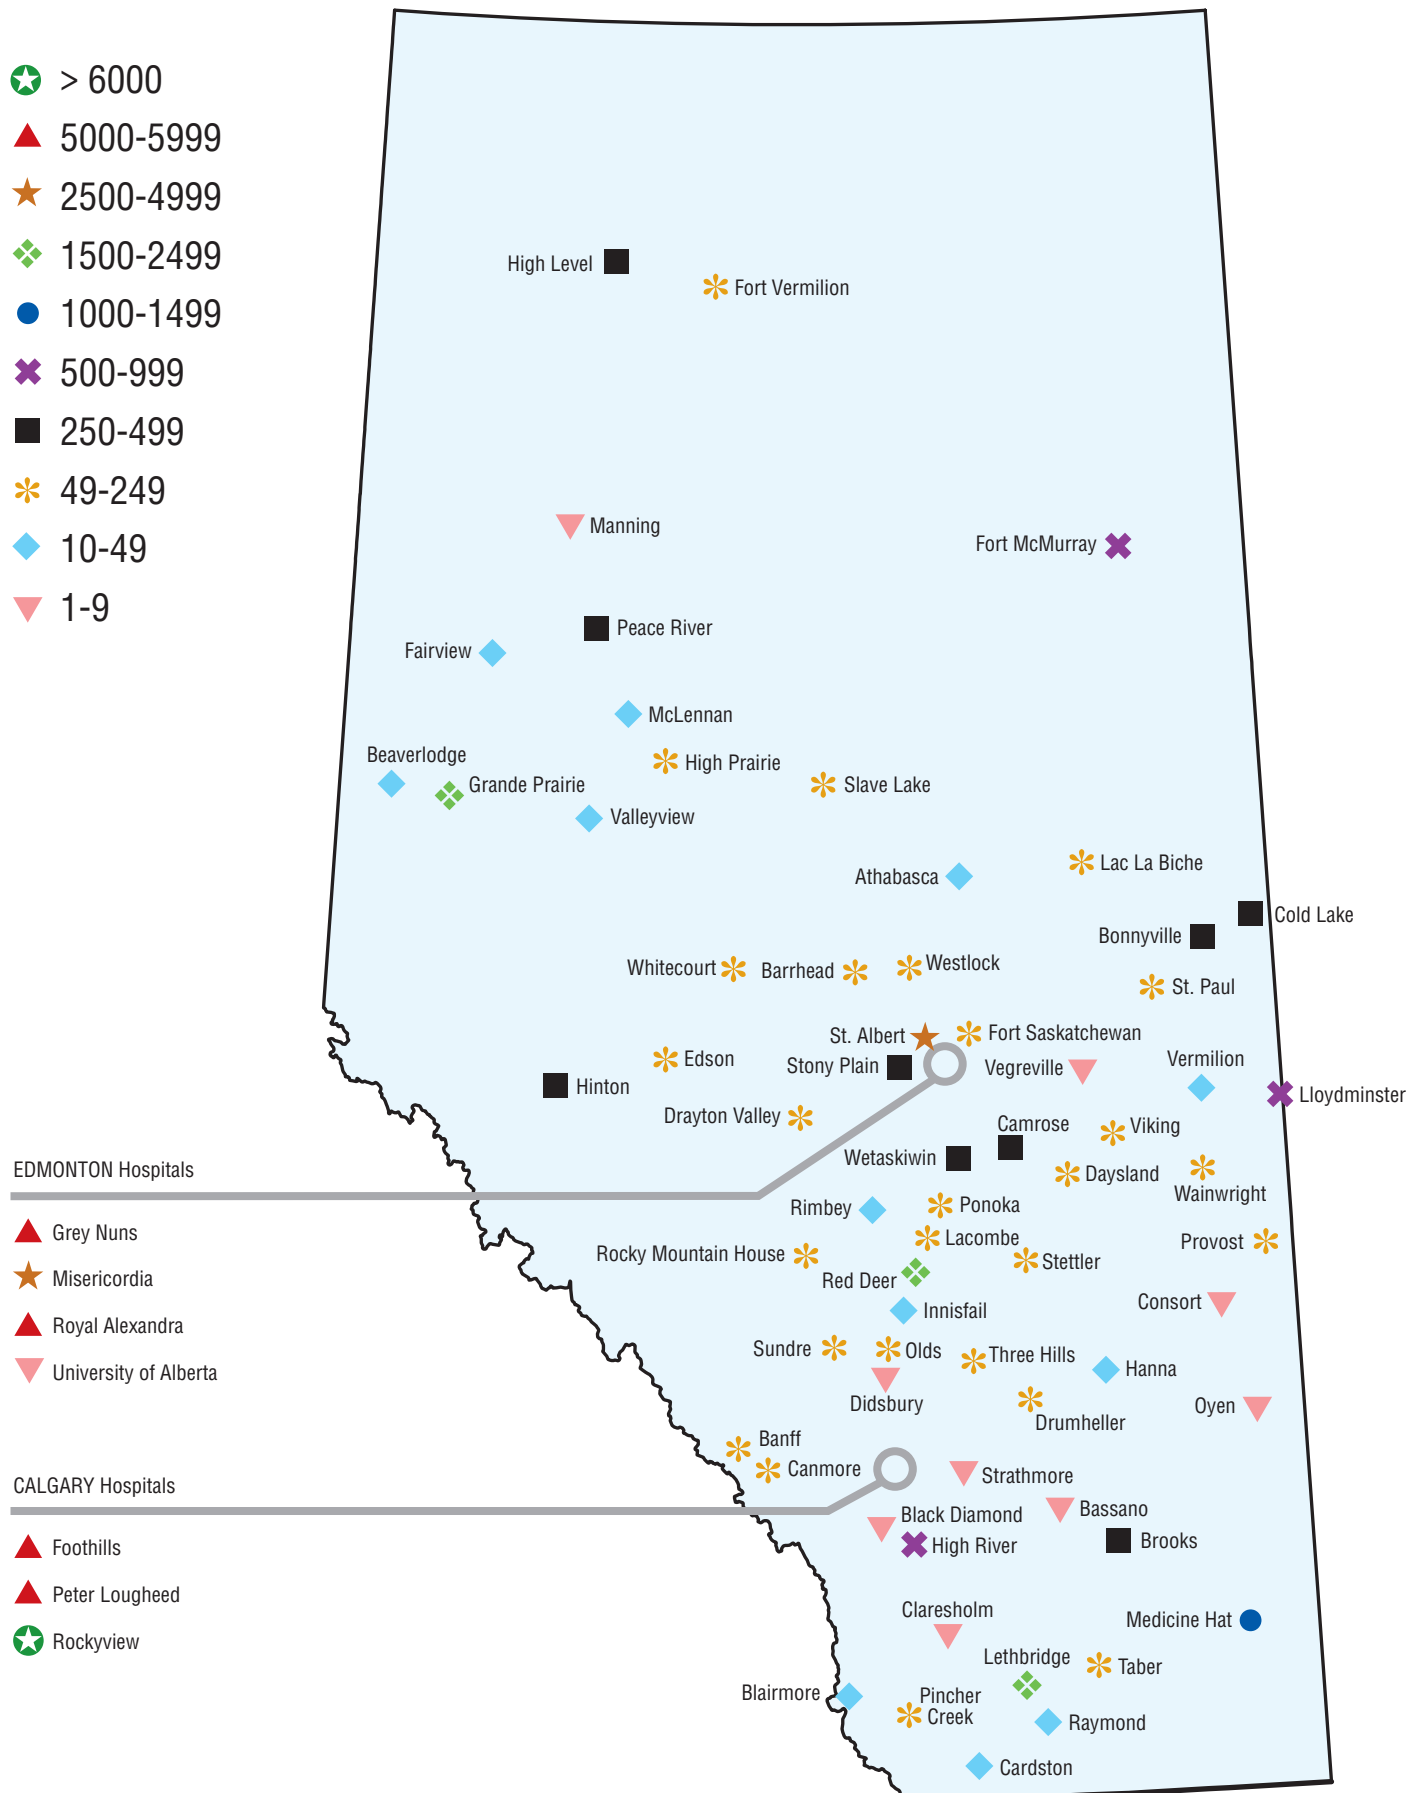 > 6000
5000-5999
2500-4999
1500-2499
1000-1499
500-999
250-499
49-249
10-49
1-9
High Level
Fort Vermilion
Manning
Fort McMurray
Peace River
Fairview
McLennan
Beaverlodge
High Prairie
Grande Prairie
Slave Lake
Valleyview
Lac La Biche
Athabasca
Cold Lake
Bonnyville
Whitecourt
Barrhead
Westlock
St. Paul
St. Albert
Fort Saskatchewan
Edson
Stony Plain
Vegreville
Vermilion
Hinton
Lloydminster
Drayton Valley
Camrose
Viking
Wetaskiwin
Daysland
Wainwright
EDMONTON Hospitals
Grey Nuns
Misericordia
Royal Alexandra
University of Alberta
Rimbey
Ponoka
Lacombe
Rocky Mountain House
Stettler
Provost
Red Deer
Consort
Innisfail
Sundre
Olds
Three Hills
Hanna
Didsbury
Oyen
Drumheller
Banff
Canmore
Strathmore
CALGARY Hospitals
Foothills
Peter Lougheed
Rockyview
Black Diamond
Bassano
High River
Brooks
Claresholm
Medicine Hat
Lethbridge
Taber
Blairmore
Pincher
Creek
Raymond
Cardston